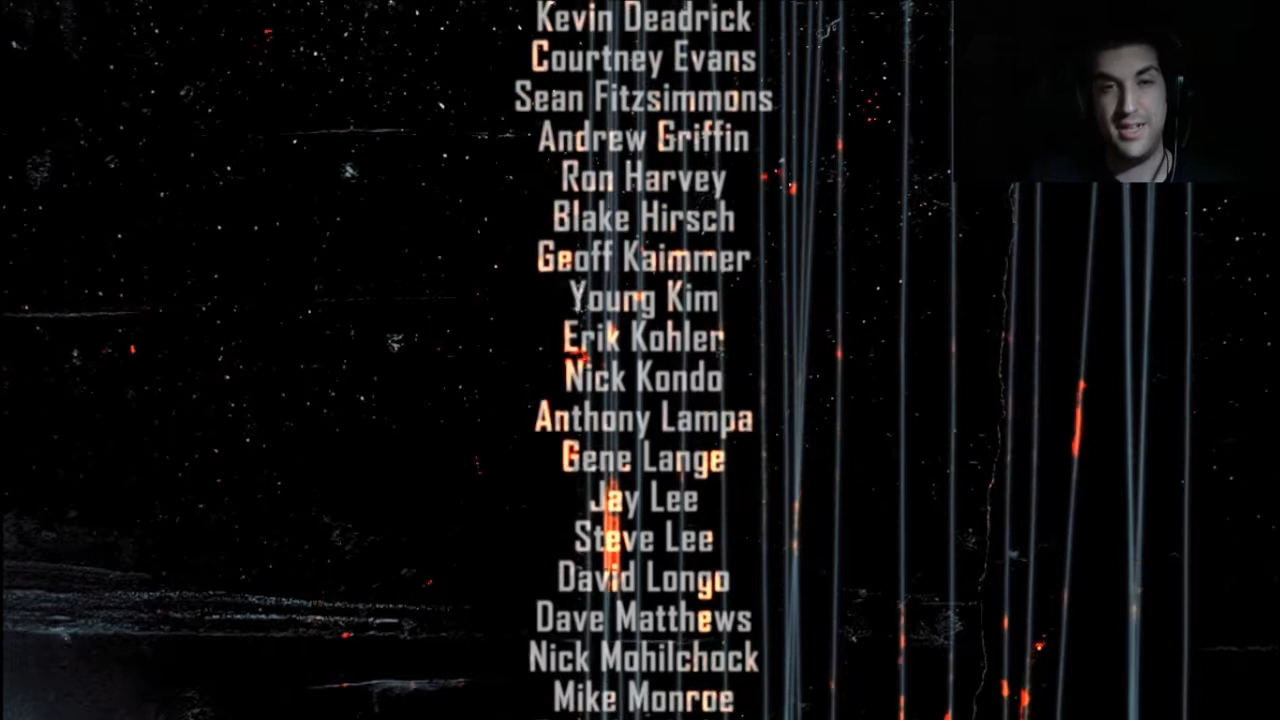 Kevin Deadrick
Courtney Evans
Sean Fitzsimmons
Andrew Griffin
Ron Harvey
Blake Hirsch
Geoff Kaimmer
Young Kim
Erik Kohler
Nick Kondo
Anthony Lampa
Gene Lange
Jay Lee
Steve Lee
David Longo
Dave Matthews
Nick Mohilchock
Mike Monroe